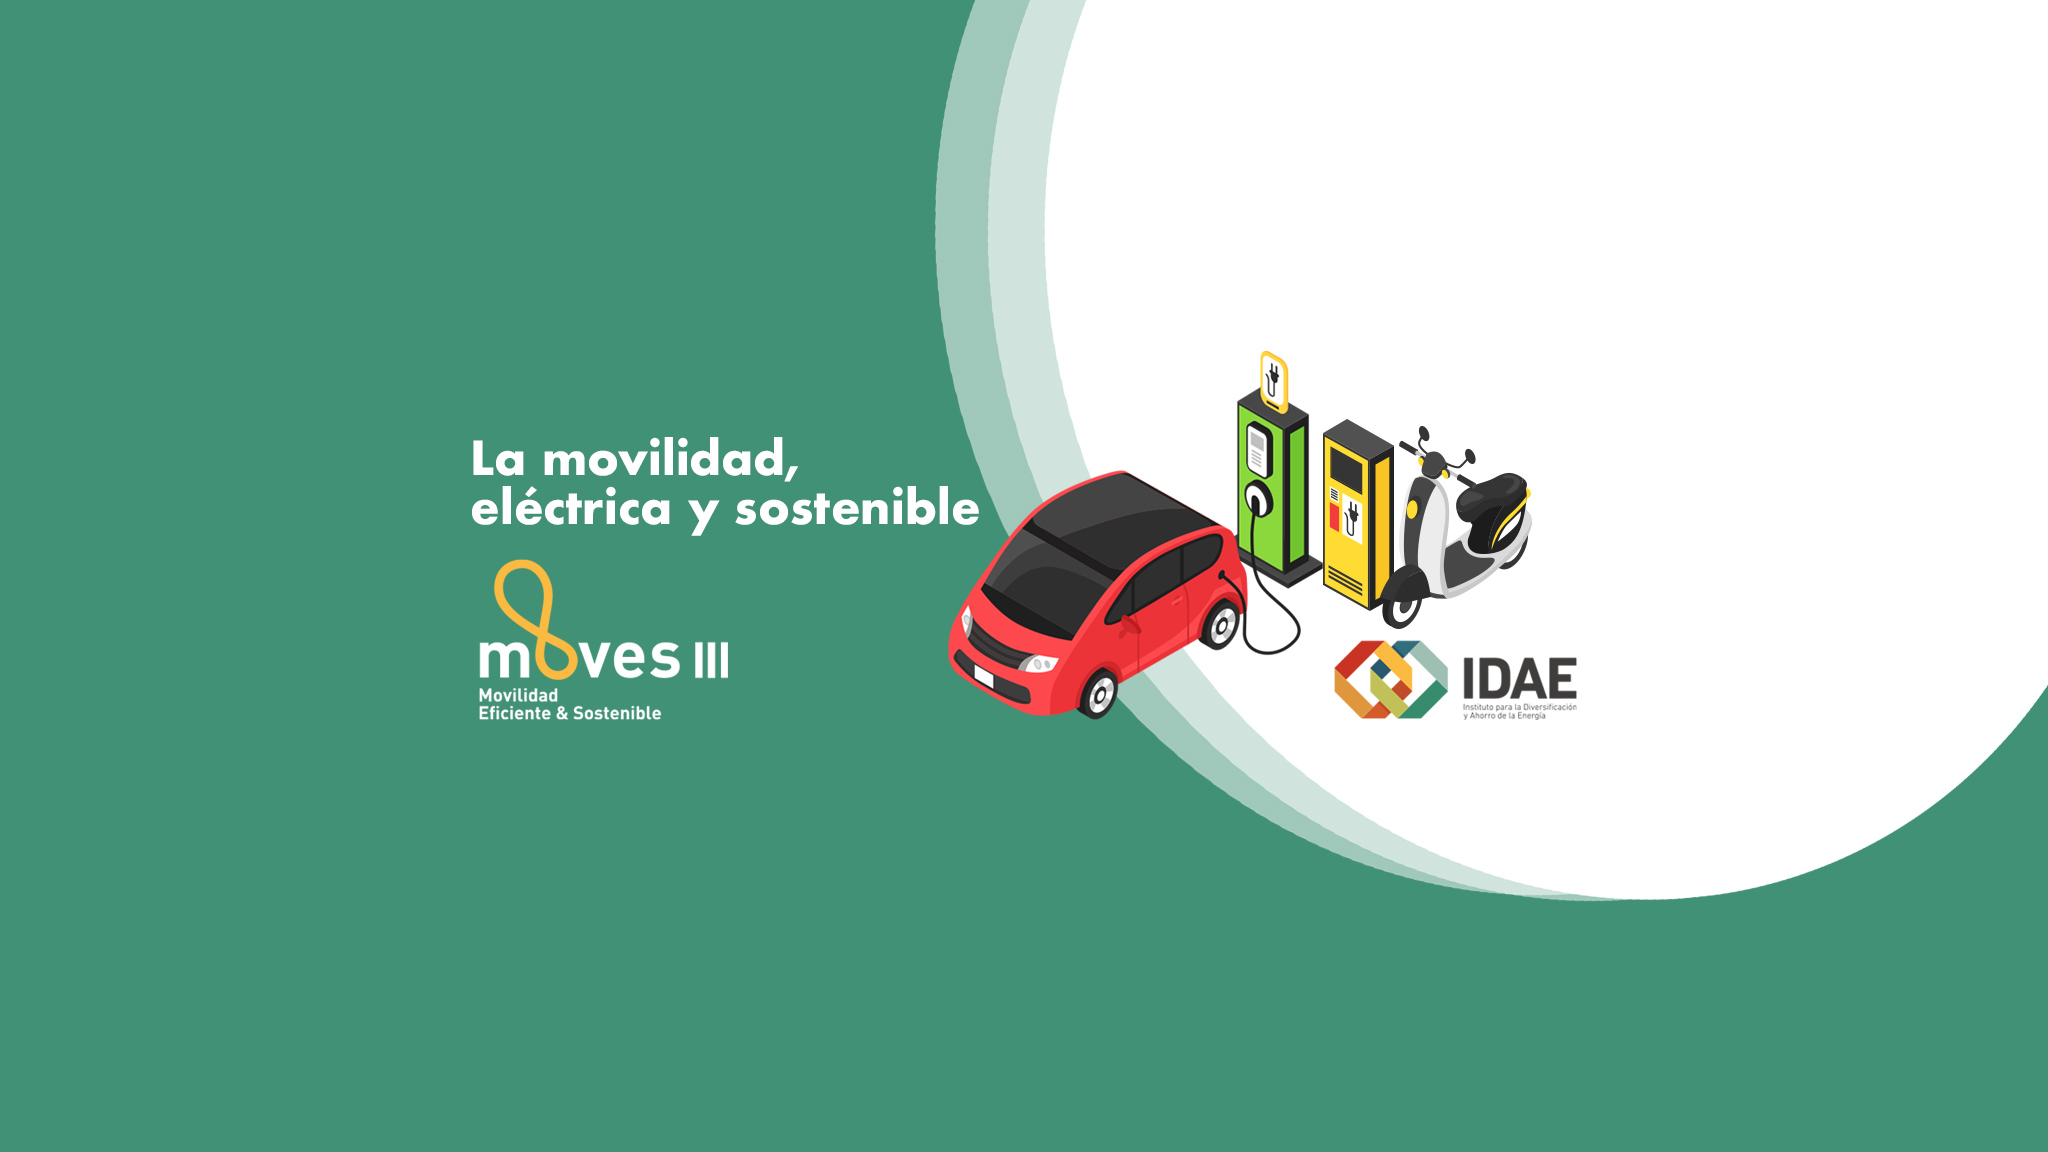 La movilidad,
eléctrica y sostenible
moves III
Movilidad
Eficiente & Sostenible
IDAE
Instituto para la Diversificación
y Ahorro de la Energía